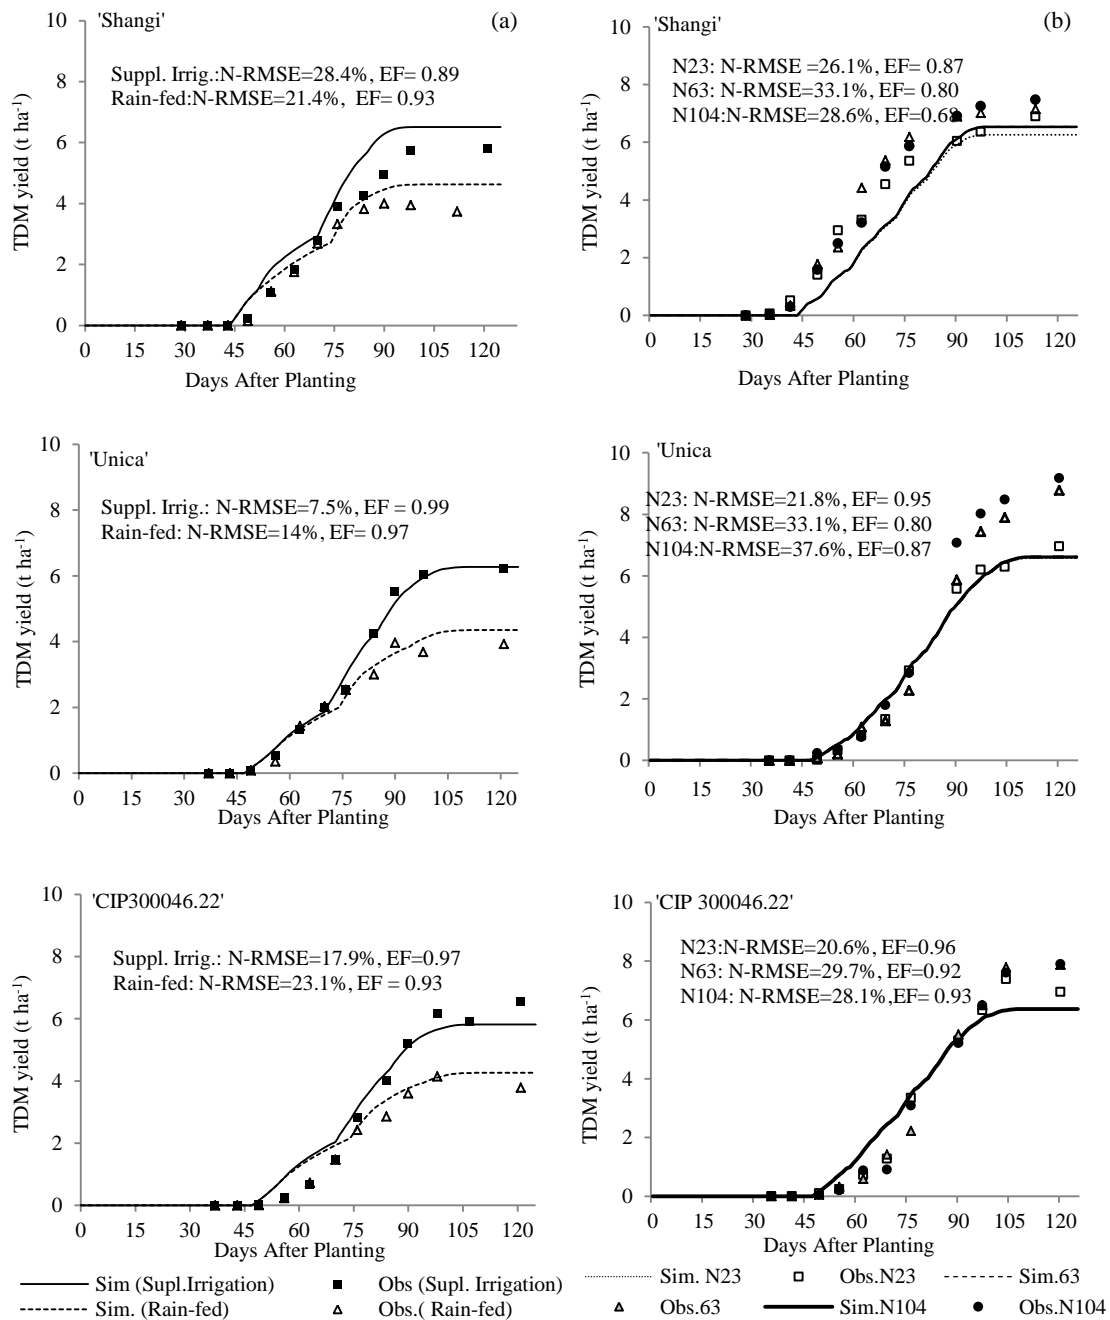 'Shangi' (a)
Suppl. Irrig.:N-RMSE=28.4%, EF= 0.89
Rain-fed:N-RMSE=21.4%, EF= 0.93
TDM yield (t ha-1)
10
8
6
4
2
0
0 15 30 45 60 75 90 105 120
Days After Planting
'Shangi' (b)
N23: N-RMSE =26.1%, EF= 0.87
N63: N-RMSE=33.1%, EF= 0.80
N104:N-RMSE=28.6%, EF=0.68
TDM yield (t ha-1)
10
8
6
4
2
0
0 15 30 45 60 75 90 105 120
Days After Planting
'Unica'
Suppl. Irrig.: N-RMSE=7.5%, EF = 0.99
Rain-fed: N-RMSE=14%, EF = 0.97
TDM yield (t ha-1)
10
8
6
4
2
0
0 15 30 45 60 75 90 105 120
Days After Planting
'Unica
N23: N-RMSE=21.8%, EF= 0.95
N63: N-RMSE=33.1%, EF= 0.80
N104:N-RMSE=37.6%, EF=0.87
TDM yield (t ha-1)
10
8
6
4
2
0
0 15 30 45 60 75 90 105 120
Days After Planting
'CIP300046.22'
Suppl. Irrig.: N-RMSE=17.9%, EF=0.97
Rain-fed: N-RMSE=23.1%, EF = 0.93
TDM yield (t ha-1)
10
8
6
4
2
0
0 15 30 45 60 75 90 105 120
Days After Planting
Sim (Supl.Irrigation) Obs (Supl. Irrigation)
Sim. (Rain-fed) Obs.( Rain-fed)
'CIP 300046.22'
N23:N-RMSE=20.6%, EF=0.96
N63: N-RMSE=29.7%, EF=0.92
N104: N-RMSE=28.1%,EF= 0.93
TDM yield (t ha-1)
10
8
6
4
2
0
0 15 30 45 60 75 90 105 120
Days After Planting
Sim. N23 Obs.N23 Sim.63
Obs.63 Sim.N104 Obs.N104